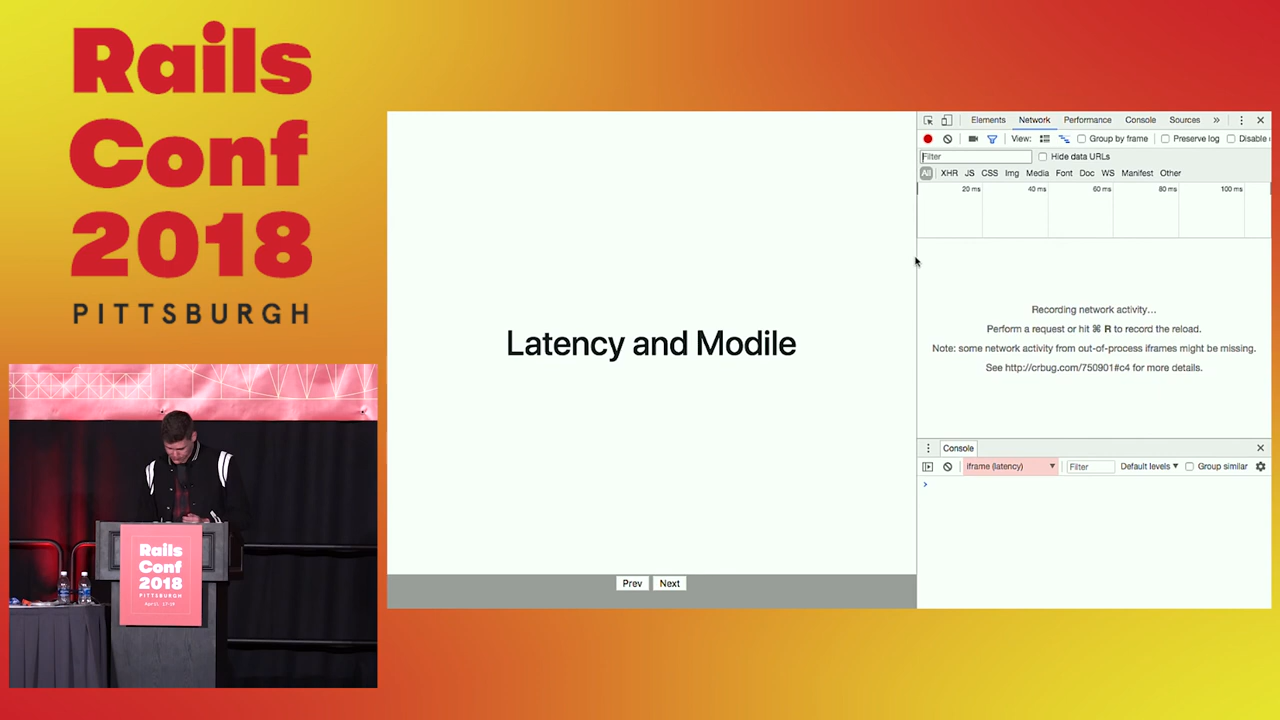 Rails
Conf
2018
PITTSBURGH
Rails
Conf
2018
PITTSBURGH
April 17-19
Latency and Modile
Prev Next
Elements Network Performance Console Sources »
View: Group by frame Preserve log Disable
Filter Hide data URLs
All XHR JS CSS Img Media Font Doc WS Manifest Other
20 ms 40 ms 60 ms 80 ms 100 ms
Recording network activity…
Perform a request or hit ⌘ R to record the reload.
Note: some network activity from out-of-process iframes might be missing.
See http://crbug.com/750901#c4 for more details.
Console
iframe (latency) Filter Default levels Group similar